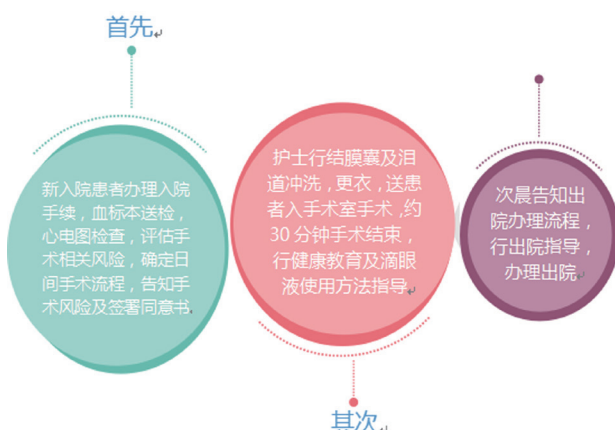 首先
新入院患者办理入院
手续，血标本送检，
心电图检查，评估手
术相关风险，确定日
间手术流程，告知手
术风险及签署同意书
护士行结膜囊及泪
道冲洗，更衣，送患
者入手术室手术，约
30分钟手术结束，
行健康教育及滴眼
液使用方法指导
其次
次晨告知出
院办理流程，
行出院指导，
办理出院